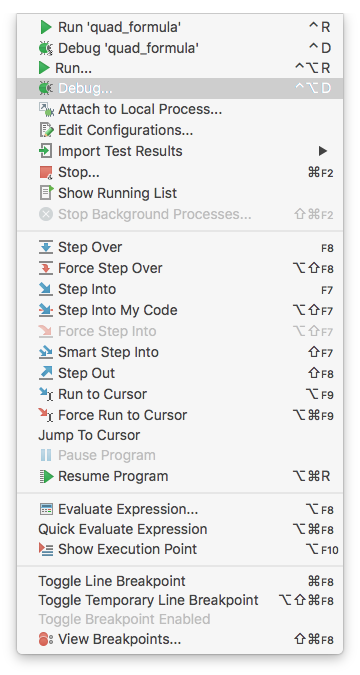 Run 'quad_formula' ^R
Debug 'quad_formula' ^D
Run... ^⌥R
Debug... ^⌥D
Attach to Local Process...
Edit Configurations...
Import Test Results ▶
Stop... ⌘F2
Show Running List
Stop Background Processes... ⇧⌘F2
Step Over F8
Force Step Over ⌥⇧F8
Step Into F7
Step Into My Code ⌥⇧F7
Force Step Into ⌥⇧F7
Smart Step Into ⇧F7
Step Out ⇧F8
Run to Cursor ⌥F9
Force Run to Cursor ⌥⌘F9
Jump To Cursor
Pause Program
Resume Program ⌥⌘R
Evaluate Expression... ⌥F8
Quick Evaluate Expression ⌥⌘F8
Show Execution Point ⌥F10
Toggle Line Breakpoint ⌘F8
Toggle Temporary Line Breakpoint ⌥⇧⌘F8
Toggle Breakpoint Enabled
View Breakpoints... ⇧⌘F8